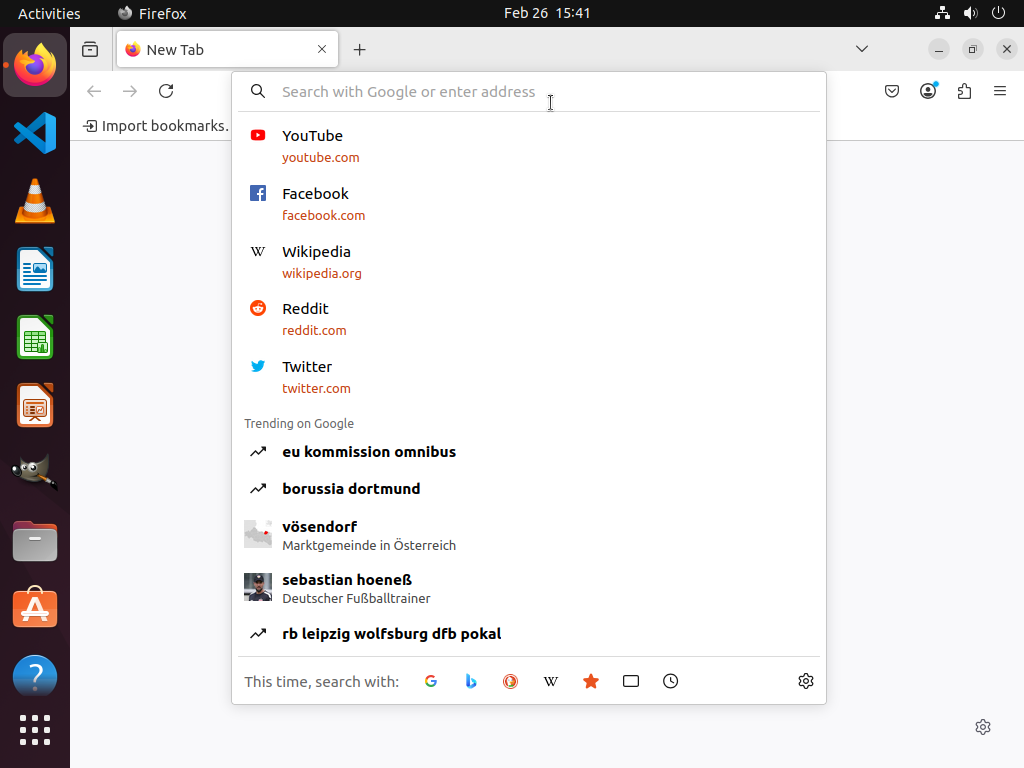 Activities
Firefox
Feb 26 15:41
New Tab
Search with Google or enter address
Import bookmarks.
YouTube
youtube.com
Facebook
facebook.com
W
Wikipedia
wikipedia.org
Reddit
reddit.com
Twitter
twitter.com
Trending on Google
eu kommission omnibus
borussia dortmund
vösendorf
Marktgemeinde in Österreich
sebastian hoeneß
Deutscher Fußballtrainer
rb leipzig wolfsburg dfb pokal
This time, search with:
G
W